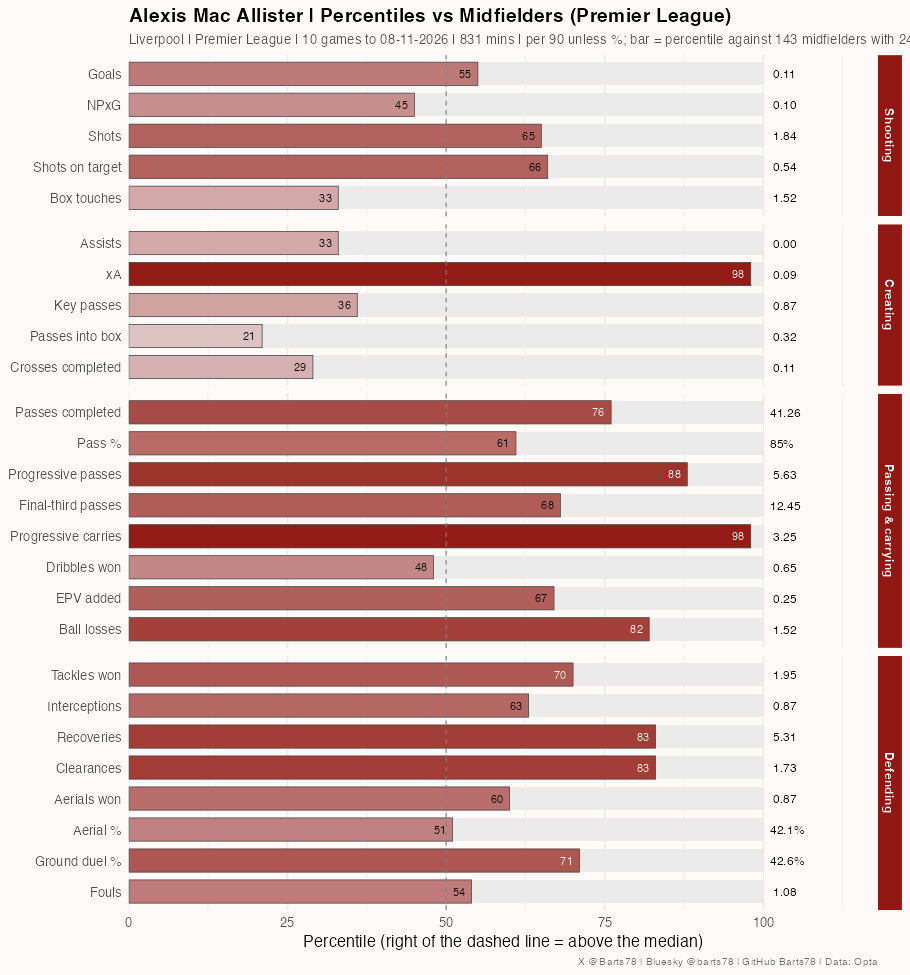 Alexis Mac Allister | Percentiles vs Midfielders (Premier League)
Liverpool | Premier League | 10 games to 08-11-2026 | 831 mins | per 90 unless %; bar = percentile against 143 midfielders with 24
Shooting
Goals 55 0.11
NPxG 45 0.10
Shots 65 1.84
Shots on target 66 0.54
Box touches 33 1.52
Creating
Assists 33 0.00
xA 98 0.09
Key passes 36 0.87
Passes into box 21 0.32
Crosses completed 29 0.11
Passing & carrying
Passes completed 76 41.26
Pass % 61 85%
Progressive passes 88 5.63
Final-third passes 68 12.45
Progressive carries 98 3.25
Dribbles won 48 0.65
EPV added 67 0.25
Ball losses 82 1.52
Defending
Tackles won 70 1.95
Interceptions 63 0.87
Recoveries 83 5.31
Clearances 83 1.73
Aerials won 60 0.87
Aerial % 51 42.1%
Ground duel % 71 42.6%
Fouls 54 1.08
0 25 50 75 100
Percentile (right of the dashed line = above the median)
X @Barts78 | Bluesky @barts78 | GitHub Barts78 | Data: Opta